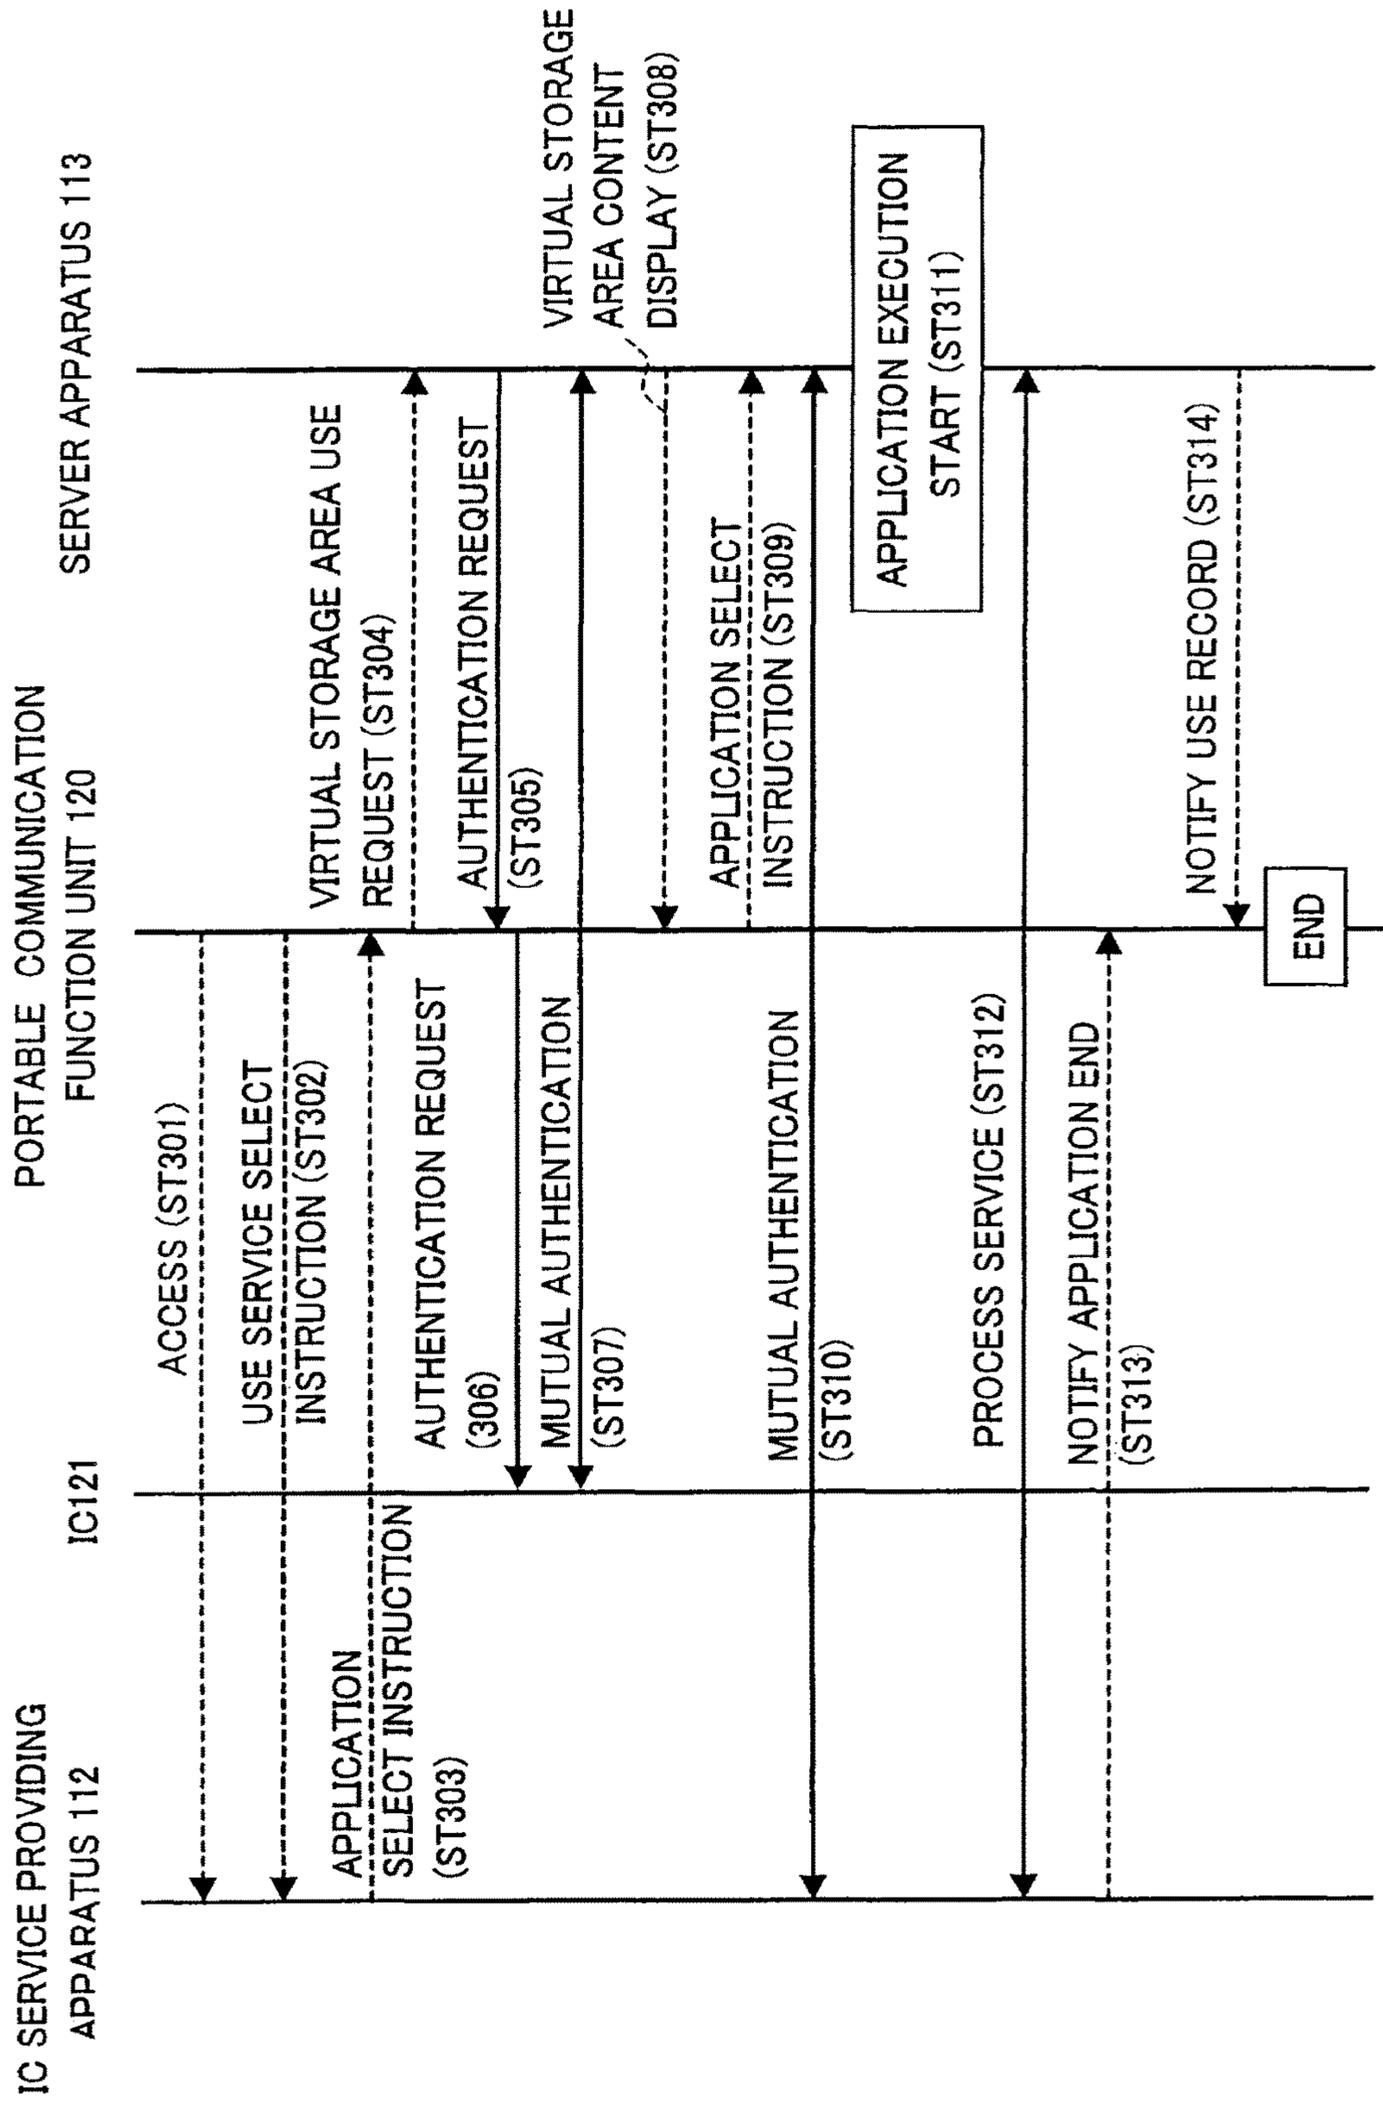 IC SERVICE PROVIDING
APPARATUS 112
IC121
PORTABLE COMMUNICATION
FUNCTION UNIT 120
SERVER APPARATUS 113
ACCESS (ST301)
USE SERVICE SELECT
INSTRUCTION (ST302)
APPLICATION
SELECT INSTRUCTION
(ST303)
VIRTUAL STORAGE AREA USE
REQUEST (ST304)
AUTHENTICATION REQUEST
(ST305)
AUTHENTICATION REQUEST
(306)
MUTUAL AUTHENTICATION
(ST307)
VIRTUAL STORAGE
AREA CONTENT
DISPLAY (ST308)
APPLICATION SELECT
INSTRUCTION (ST309)
MUTUAL AUTHENTICATION
(ST310)
APPLICATION EXECUTION
START (ST311)
PROCESS SERVICE (ST312)
NOTIFY APPLICATION END
(ST313)
NOTIFY USE RECORD (ST314)
END